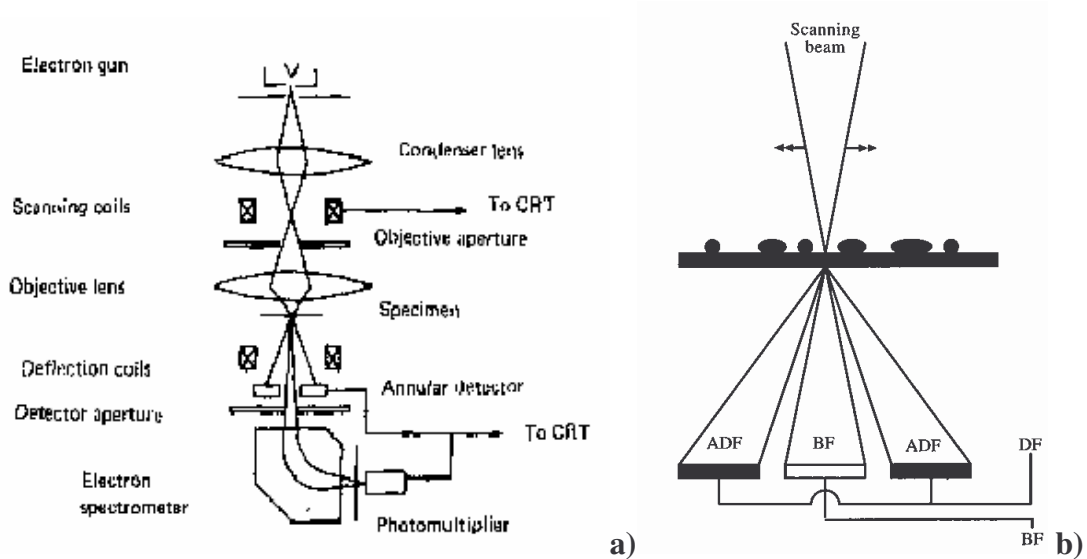 Electron gun
Condenser lens
Scanning coils
To CRT
Objective aperture
Objective lens
Specimen
Deflection coils
Annular detector
Detector aperture
To CRT
Electron
spectrometer
Photomultiplier
a)
Scanning
beam
ADF
BF
ADF
DF
BF
b)